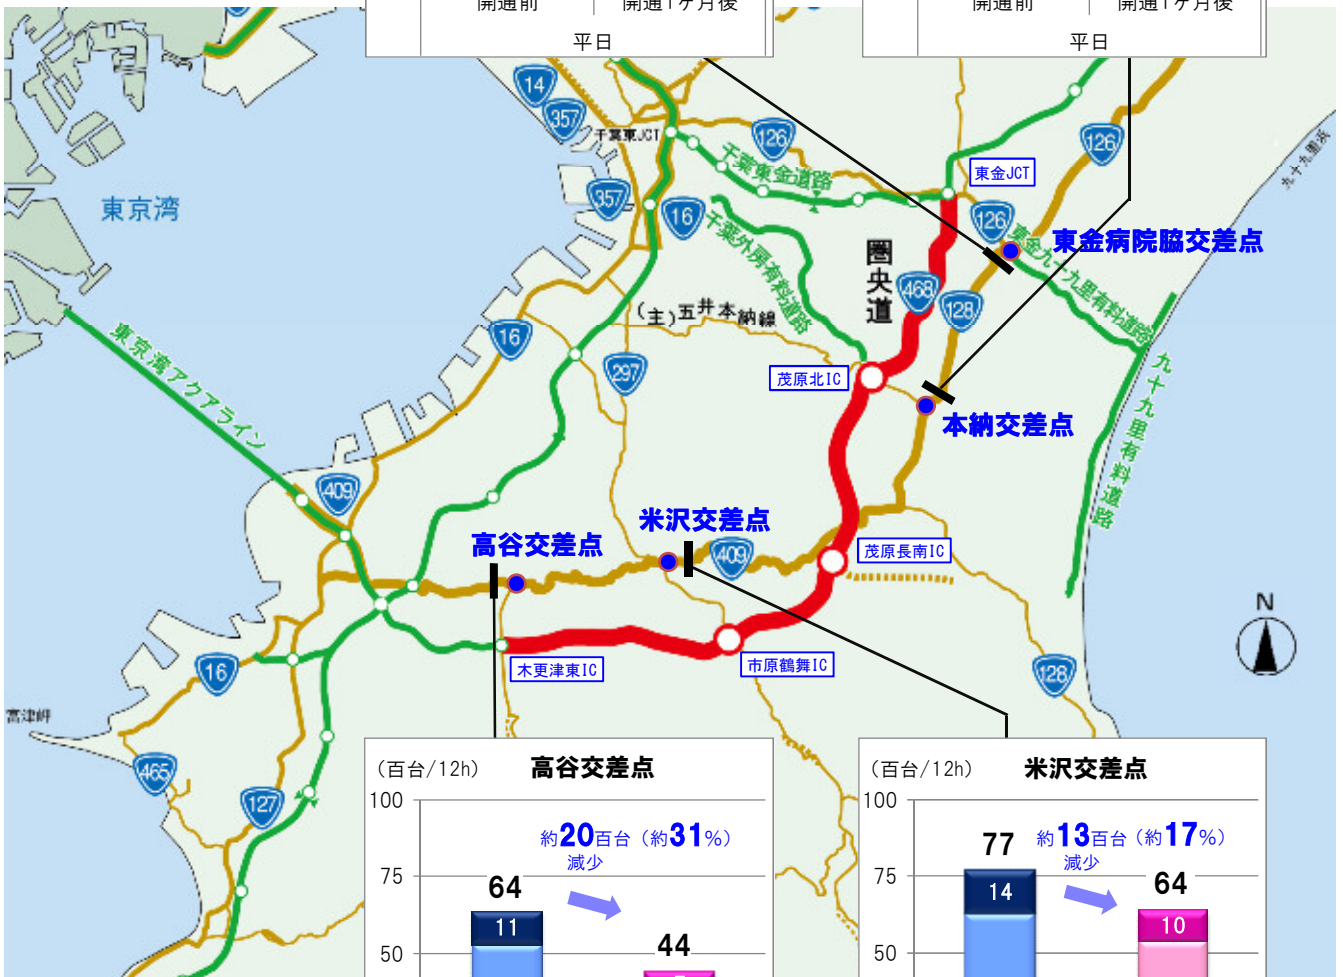 開通前
開通1ヶ月後
平日
開通前
開通1ヶ月後
平日
14
357
千葉東JCT
126
126
千葉東金道路
東金JCT
九十九里浜
東京湾
357
16
126
千葉外房有料道路
圏央道
東金病院脇交差点
東金九十九里有料道路
468
128
(主)五井本納線
16
東京湾アクアライン
297
茂原北IC
九十九里有料道路
本納交差点
409
米沢交差点
高谷交差点
409
茂原長南IC
N
16
木更津東IC
市原鶴舞IC
128
富津岬
465
127
(百台/12h)
高谷交差点
100
約20百台(約31%)
減少
75
64
11
44
50
(百台/12h)
米沢交差点
100
77
約13百台(約17%)
減少
75
14
64
10
50